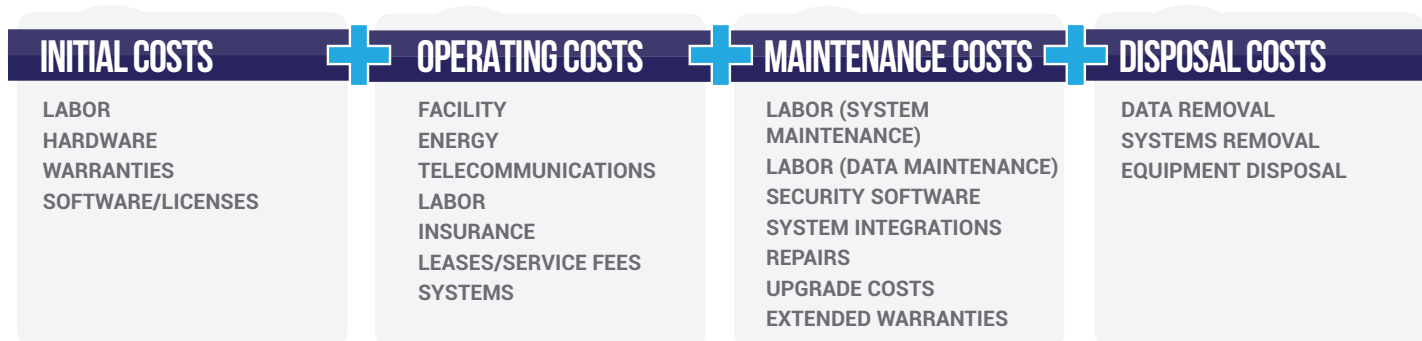 INITIAL COSTS
LABOR
HARDWARE
WARRANTIES
SOFTWARE/LICENSES
OPERATING COSTS
FACILITY
ENERGY
TELECOMMUNICATIONS
LABOR
INSURANCE
LEASES/SERVICE FEES
SYSTEMS
MAINTENANCE COSTS
LABOR (SYSTEM
MAINTENANCE)
LABOR (DATA MAINTENANCE)
SECURITY SOFTWARE
SYSTEM INTEGRATIONS
REPAIRS
UPGRADE COSTS
EXTENDED WARRANTIES
DISPOSAL COSTS
DATA REMOVAL
SYSTEMS REMOVAL
EQUIPMENT DISPOSAL